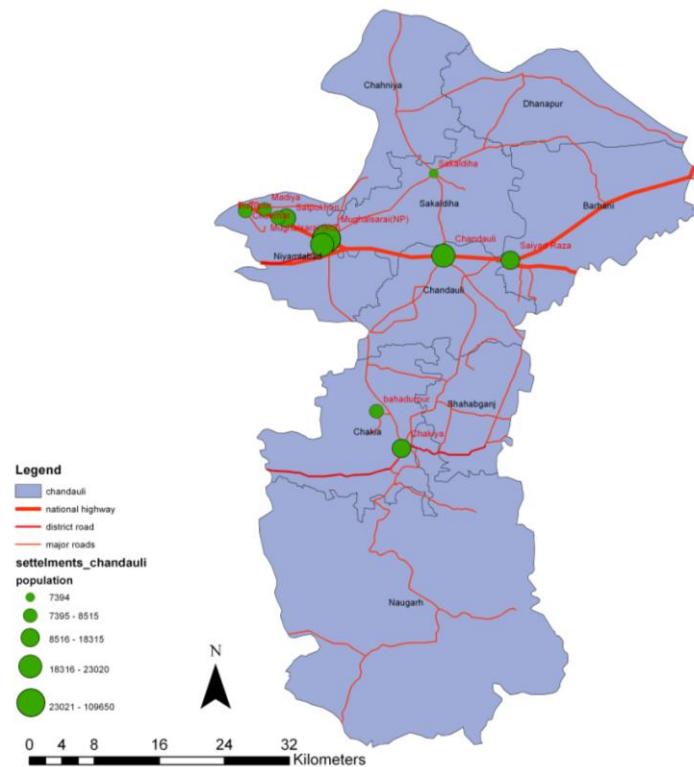 Chahniya
Dhanapur
Sakaldiha
Sakaldiha
Barhani
Madiya
Satpokhari
Mughalsarai(NP)
Niyamtabad
Chandauli
Saiyad Raza
Chandauli
bahadurpur
Shahabganj
Chakia
Chakiya
Naugarh
Legend
chandauli
national highway
district road
major roads
settelments_chandauli
population
7394
7395 - 8515
8516 - 18315
18316 - 23020
23021 - 109650
N
0 2 4 8 16 24 32
Kilometers